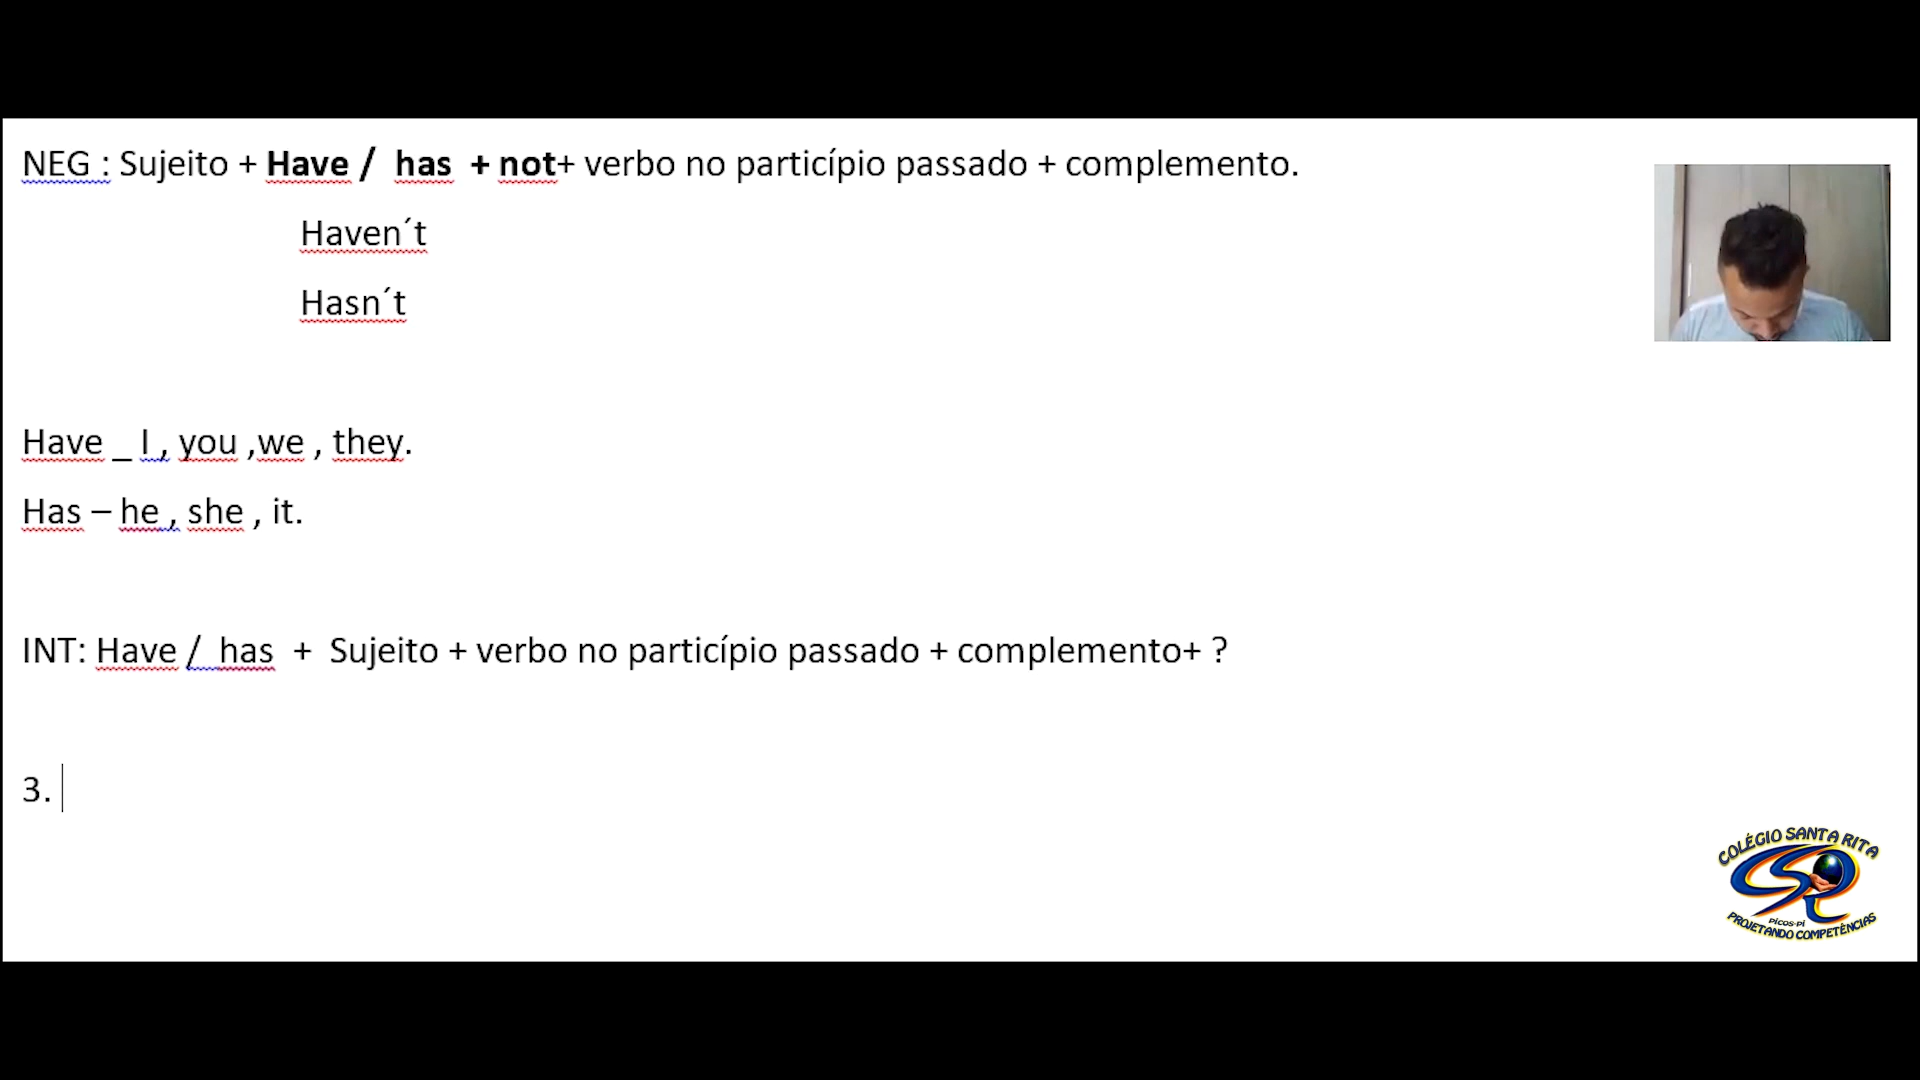 NEG : Sujeito + Have / has + not+ verbo no particípio passado + complemento.
Haven´t
Hasn´t
Have _ I , you ,we , they.
Has – he , she , it.
INT: Have / has + Sujeito + verbo no particípio passado + complemento+ ?
3.
COLÉGIO SANTA RITA
PICOS-PI
PROJETANDO COMPETÊNCIAS